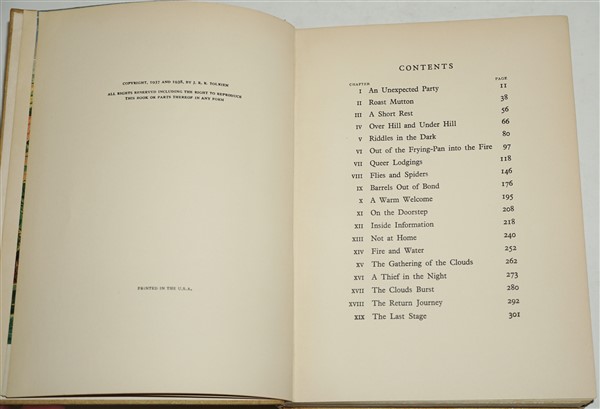 COPYRIGHT, 1937 AND 1938, BY J. R. R. TOLKIEN
ALL RIGHTS RESERVED INCLUDING THE RIGHT TO REPRODUCE
THIS BOOK OR PARTS THEREOF IN ANY FORM
PRINTED IN THE U.S.A.
CONTENTS
CHAPTER PAGE
I An Unexpected Party 11
II Roast Mutton 38
III A Short Rest 56
IV Over Hill and Under Hill 66
V Riddles in the Dark 80
VI Out of the Frying-Pan into the Fire 97
VII Queer Lodgings 118
VIII Flies and Spiders 146
IX Barrels Out of Bond 176
X A Warm Welcome 195
XI On the Doorstep 208
XII Inside Information 218
XIII Not at Home 240
XIV Fire and Water 252
XV The Gathering of the Clouds 262
XVI A Thief in the Night 273
XVII The Clouds Burst 280
XVIII The Return Journey 292
XIX The Last Stage 301